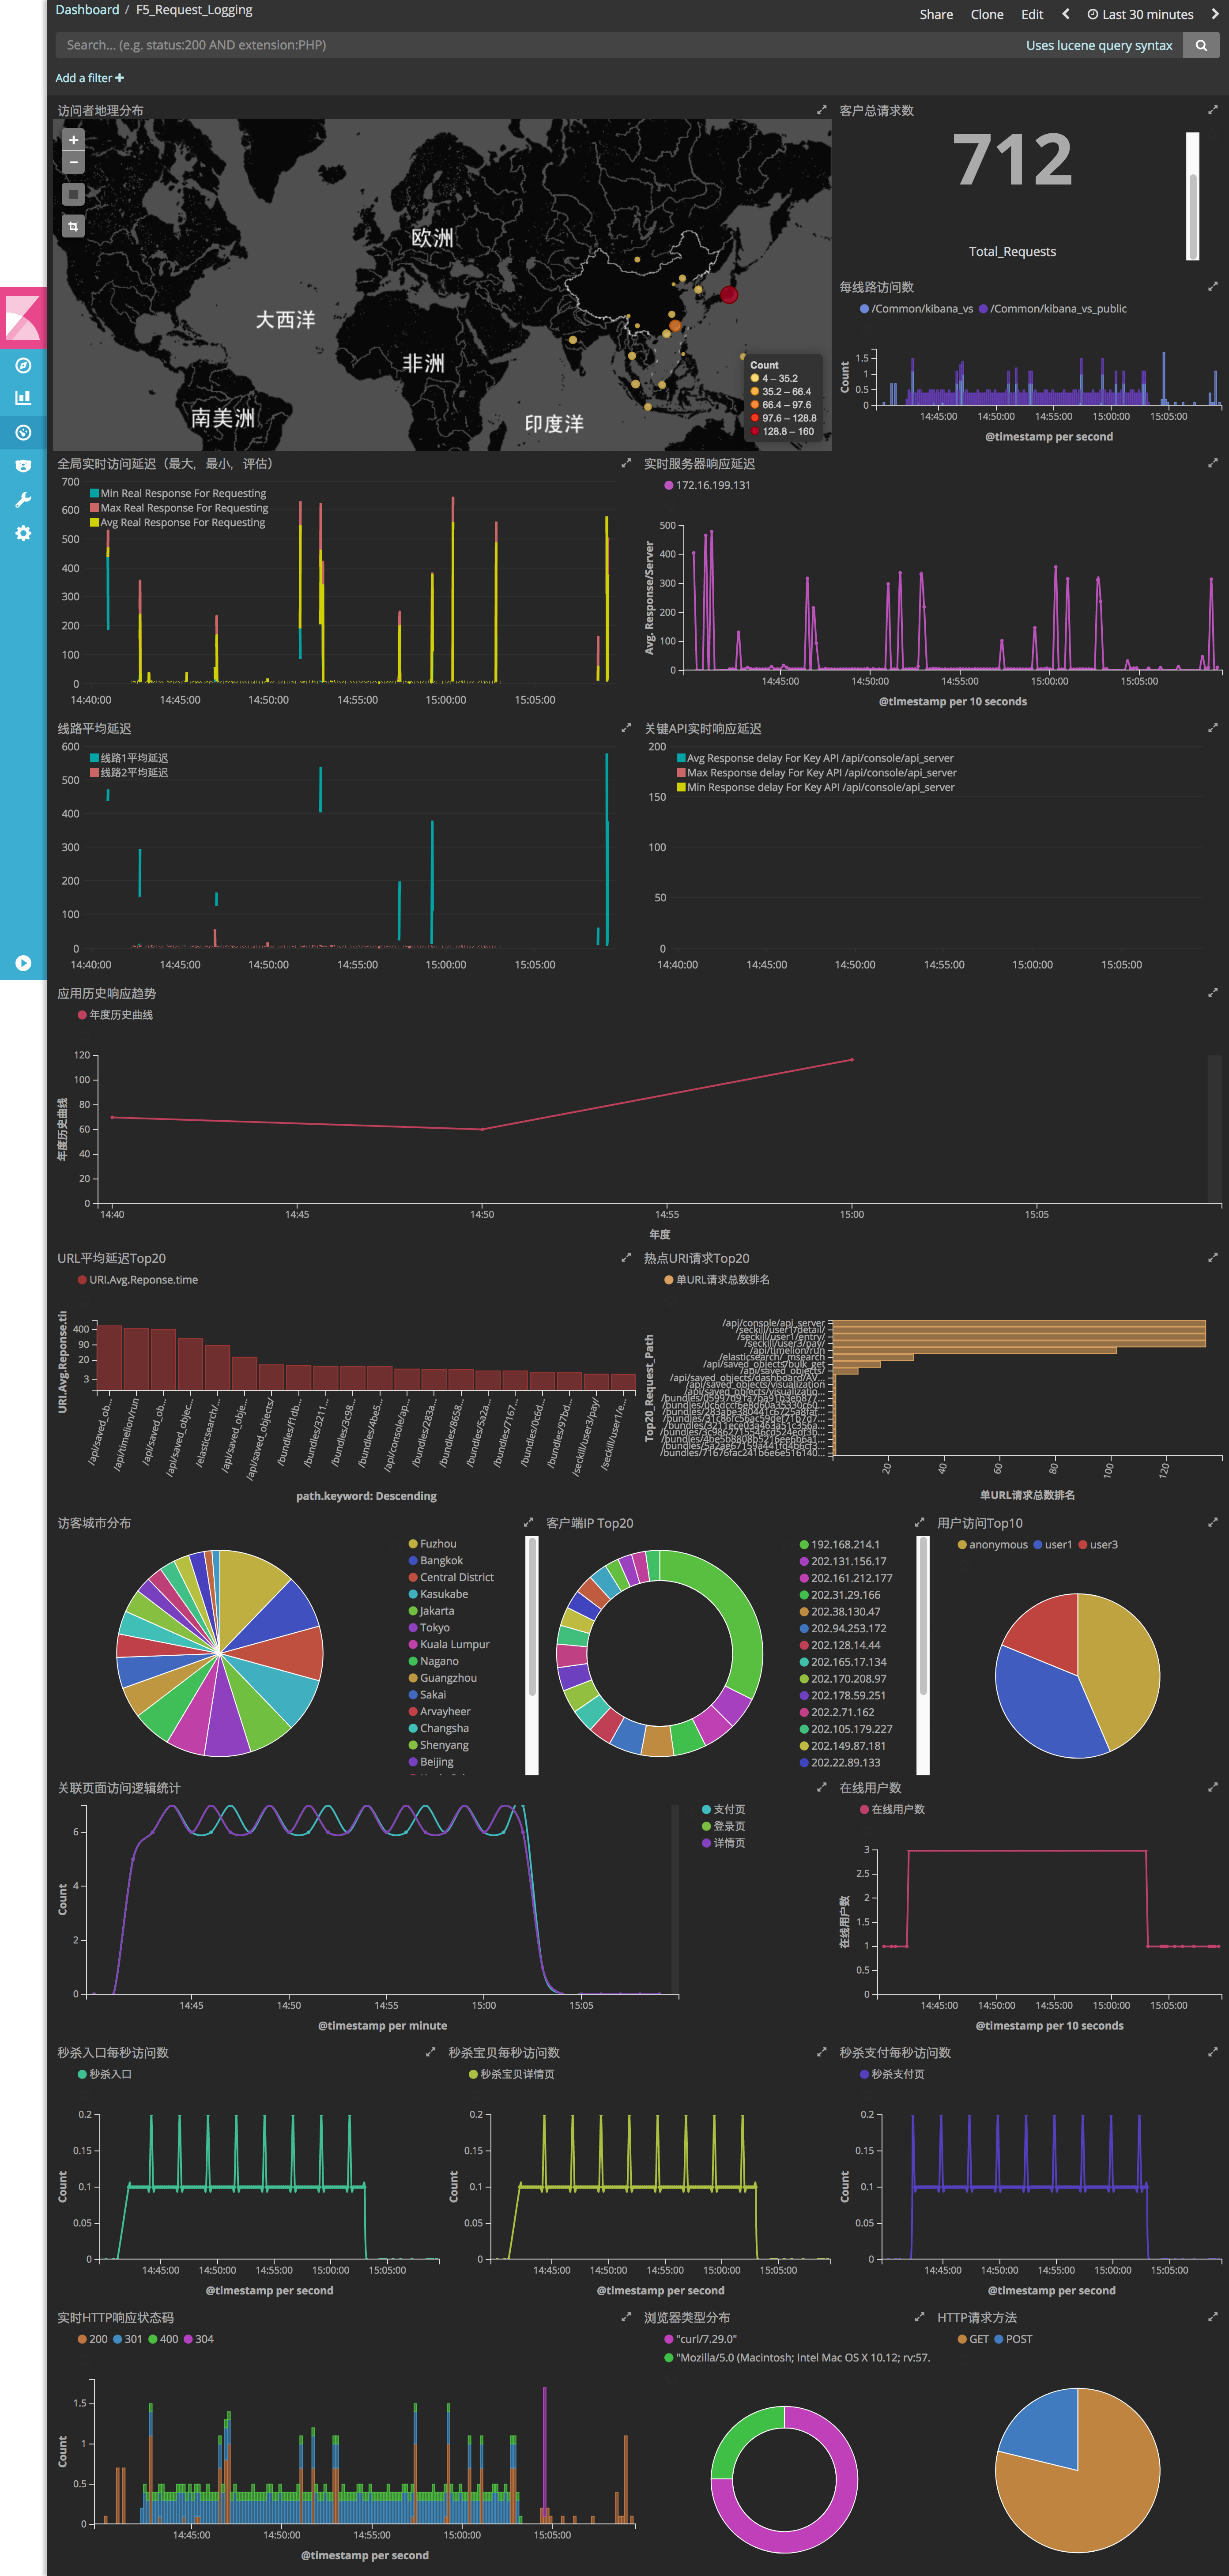 Dashboard / F5_Request_Logging
Share Clone Edit Last 30 minutes
Search... (e.g. status:200 AND extension:PHP) Uses lucene query syntax
Add a filter +
访问者地理分布
欧洲
大西洋
非洲
南美洲
印度洋
Count
4 – 35.2
35.2 – 66.4
66.4 – 97.6
97.6 – 128.8
128.8 – 160
客户总请求数
712
Total_Requests
每线路访问数
/Common/kibana_vs /Common/kibana_vs_public
Count
1.5
1
0.5
0
14:45:00 14:50:00 14:55:00 15:00:00 15:05:00
@timestamp per second
全局实时访问延迟（最大，最小，评估）
Min Real Response For Requesting
Max Real Response For Requesting
Avg Real Response For Requesting
700
600
500
400
300
200
100
0
14:40:00 14:45:00 14:50:00 14:55:00 15:00:00 15:05:00
实时服务器响应延迟
172.16.199.131
Avg. Response/Server
500
400
300
200
100
0
14:45:00 14:50:00 14:55:00 15:00:00 15:05:00
@timestamp per 10 seconds
线路平均延迟
线路1平均延迟
线路2平均延迟
600
500
400
300
200
100
0
14:40:00 14:45:00 14:50:00 14:55:00 15:00:00 15:05:00
关键API实时响应延迟
Avg Response delay For Key API /api/console/api_server
Max Response delay For Key API /api/console/api_server
Min Response delay For Key API /api/console/api_server
200
150
100
50
0
14:40:00 14:45:00 14:50:00 14:55:00 15:00:00 15:05:00
应用历史响应趋势
年度历史曲线
年度历史曲线
120
100
80
60
40
20
0
14:40 14:45 14:50 14:55 15:00 15:05
年度
URL平均延迟Top20
URI.Avg.Reponse.time
URI.Avg.Reponse.tii
400
90
20
3
/api/saved_ob...
/api/timelion/run
/api/saved_ob...
/api/saved_objec...
/elasticsearch/...
/api/saved_obje...
/api/saved_objects/
/bundles/f1db...
/bundles/3211...
/bundles/3c98...
/bundles/4be5...
/api/console/ap...
/bundles/283a...
/bundles/8658...
/bundles/5a2a...
/bundles/7167...
/bundles/0c6d...
/bundles/97bd...
/seckill/user3/pay/
/seckill/user1/e...
path.keyword: Descending
热点URI请求Top20
单URL请求总数排名
Top20_Request_Path
/api/console/api_server
/seckill/user1/detail/
/seckill/user1/entry/
/seckill/user3/pay/
/api/timelion/run
/elasticsearch/_msearch
/api/saved_objects/bulk_get
/api/saved_objects/
/api/saved_objects/dashboard/AV...
/api/saved_objects/visualization
/api/saved_objects/visualizatio...
20 40 60 80 100 120
单URL请求总数排名
访客城市分布
Fuzhou
Bangkok
Central District
Kasukabe
Jakarta
Tokyo
Kuala Lumpur
Nagano
Guangzhou
Sakai
Arvayheer
Changsha
Shenyang
Beijing
客户端IP Top20
192.168.214.1
202.131.156.17
202.161.212.177
202.31.29.166
202.38.130.47
202.94.253.172
202.128.14.44
202.165.17.134
202.170.208.97
202.178.59.251
202.2.71.162
202.105.179.227
202.149.87.181
202.22.89.133
用户访问Top10
anonymous user1 user3
关联页面访问逻辑统计
支付页
登录页
详情页
Count
6
4
2
0
14:45 14:50 14:55 15:00 15:05
@timestamp per minute
在线用户数
在线用户数
在线用户数
3
2.5
2
1.5
1
0.5
0
14:45:00 14:50:00 14:55:00 15:00:00 15:05:00
@timestamp per 10 seconds
秒杀入口每秒访问数
秒杀入口
Count
0.2
0.15
0.1
0.05
0
14:45:00 14:50:00 14:55:00 15:00:00 15:05:00
@timestamp per second
秒杀宝贝每秒访问数
秒杀宝贝详情页
Count
0.2
0.15
0.1
0.05
0
14:45:00 14:50:00 14:55:00 15:00:00 15:05:00
@timestamp per second
秒杀支付每秒访问数
秒杀支付页
Count
0.2
0.15
0.1
0.05
0
14:45:00 14:50:00 14:55:00 15:00:00 15:05:00
@timestamp per second
实时HTTP响应状态码
200 301 400 304
Count
1.5
1
0.5
0
14:45:00 14:50:00 14:55:00 15:00:00 15:05:00
@timestamp per second
浏览器类型分布
"curl/7.29.0"
"Mozilla/5.0 (Macintosh; Intel Mac OS X 10.12; rv:57.
HTTP请求方法
GET POST